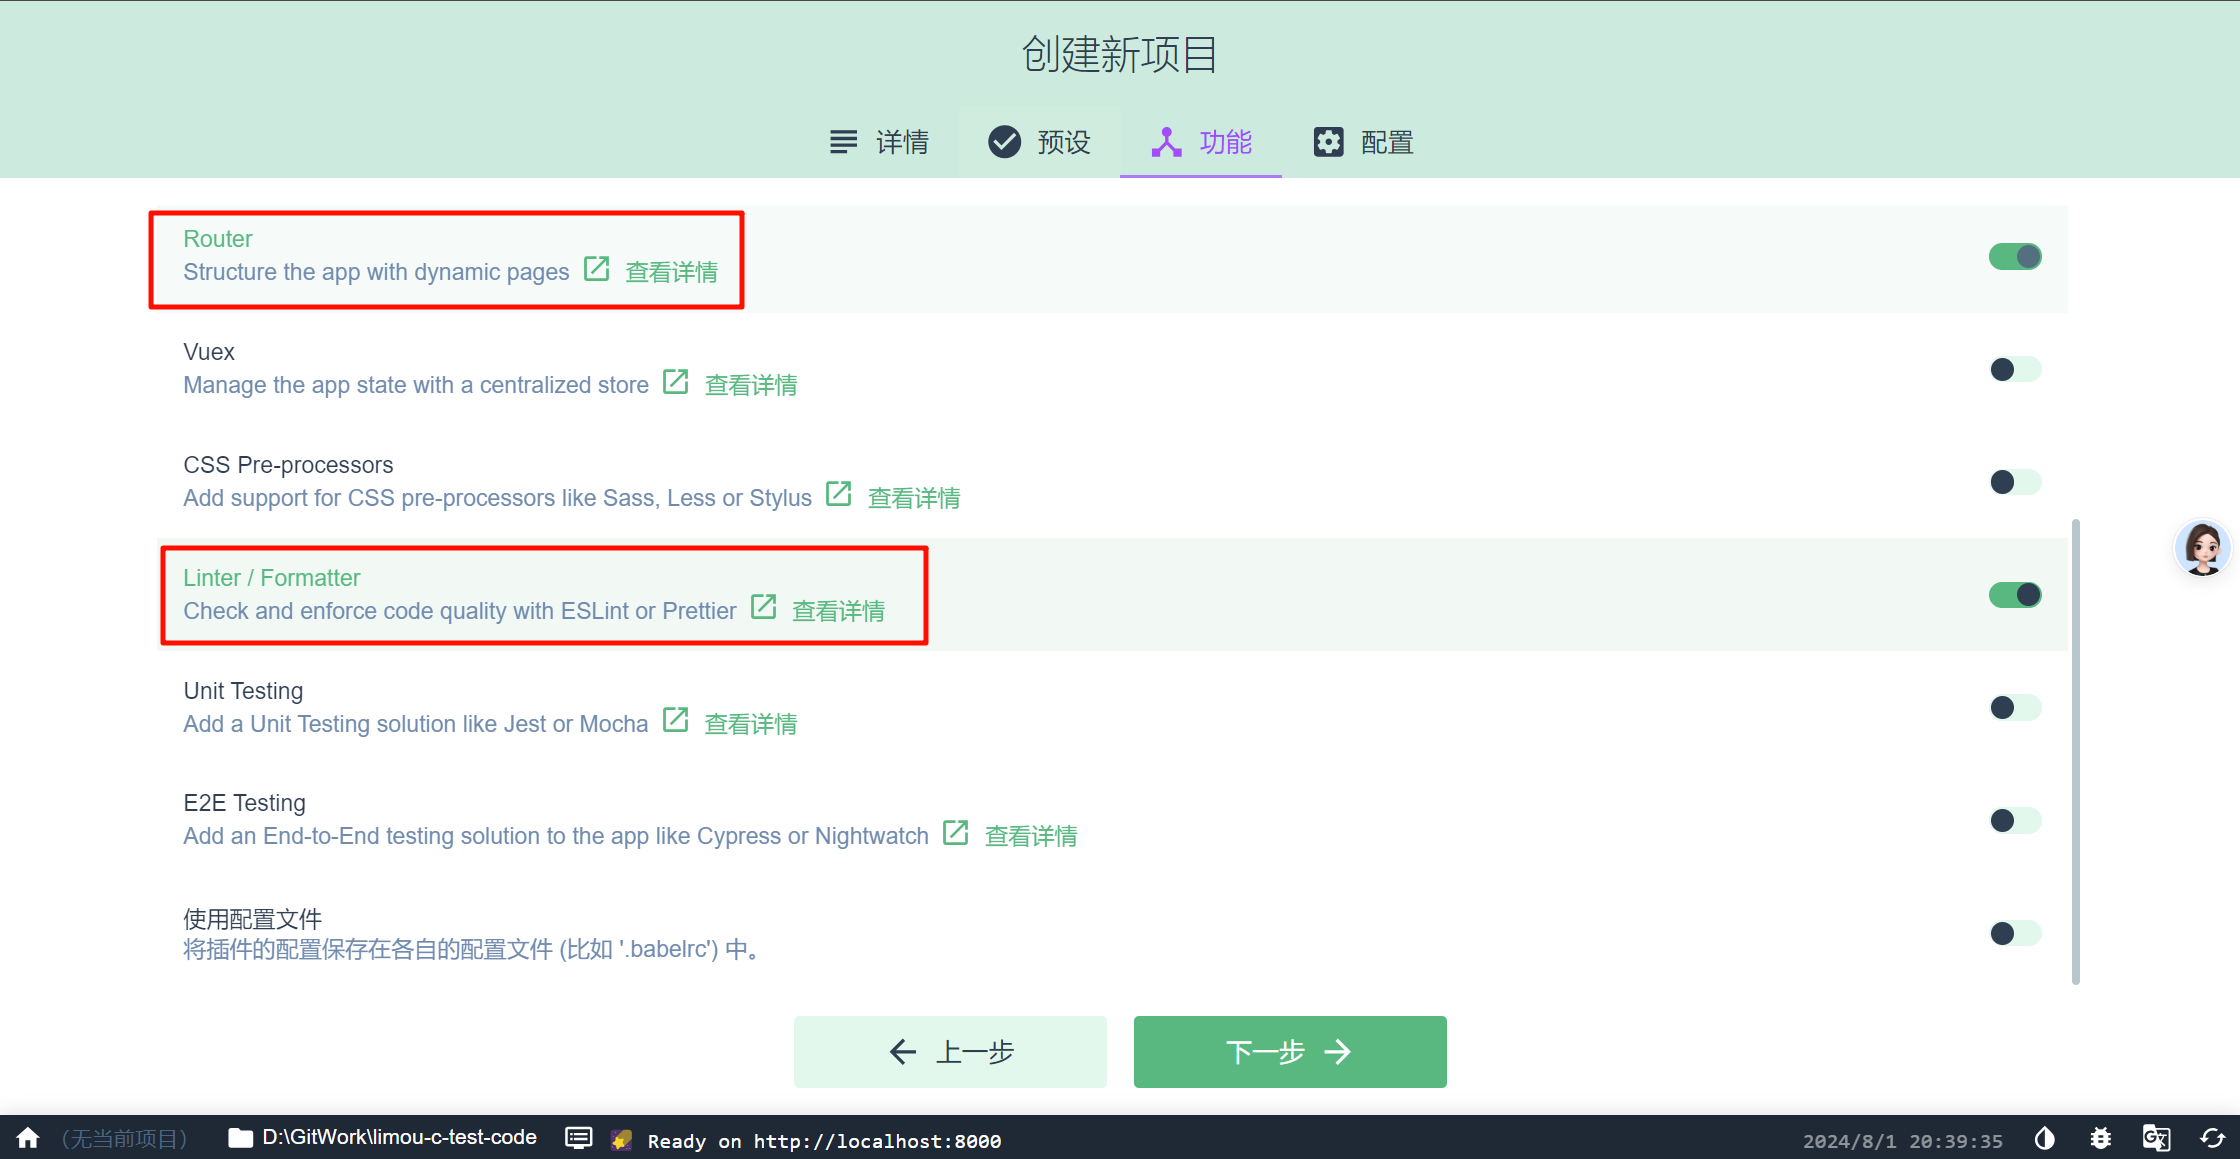 创建新项目
详情 预设 功能 配置
Router
Structure the app with dynamic pages 查看详情
Vuex
Manage the app state with a centralized store 查看详情
CSS Pre-processors
Add support for CSS pre-processors like Sass, Less or Stylus 查看详情
Linter / Formatter
Check and enforce code quality with ESLint or Prettier 查看详情
Unit Testing
Add a Unit Testing solution like Jest or Mocha 查看详情
E2E Testing
Add an End-to-End testing solution to the app like Cypress or Nightwatch 查看详情
使用配置文件
将插件的配置保存在各自的配置文件 (比如 '.babelrc') 中。
上一步 下一步
（无当前项目） D:\GitWork\limou-c-test-code Ready on http://localhost:8000 2024/8/1 20:39:35